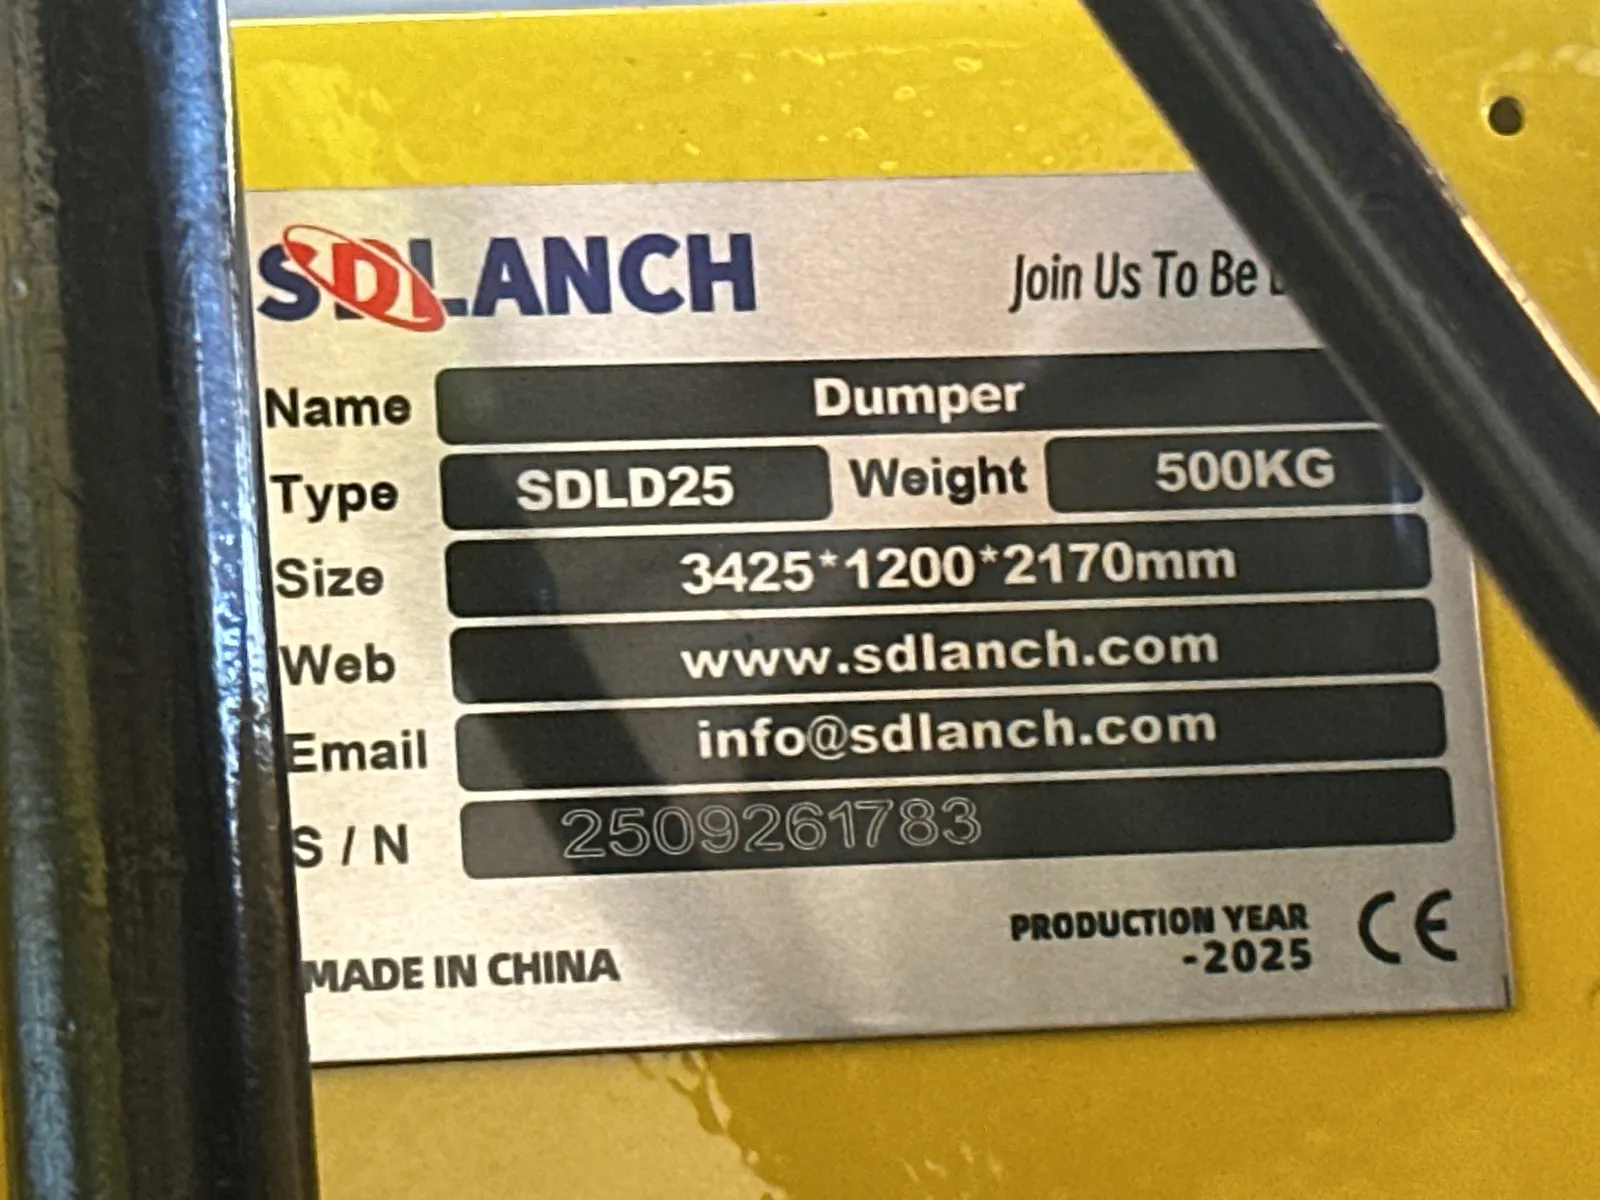 SDLANCH
Join Us To Be
Name Dumper
Type SDLD25 Weight 500KG
Size 3425*1200*2170mm
Web www.sdlanch.com
Email info@sdlanch.com
S / N 2509261783
MADE IN CHINA
PRODUCTION YEAR
-2025
CE